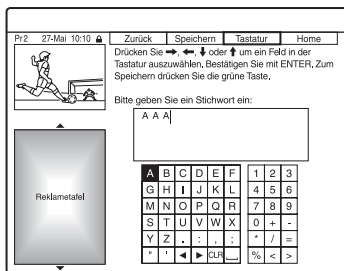 Pr2 27-Mai 10:10
Zurück Speichern Tastatur Home
Drücken Sie ➡, ⬅, ⬇ oder ⬆ um ein Feld in der
Tastatur auszuwählen. Bestätigen Sie mit ENTER. Zum
Speichern drücken Sie die grüne Taste.
Bitte geben Sie ein Stichwort ein:
A A A
Reklametafel
A B C D E F 1 2 3
G H I J K L 4 5 6
M N O P Q R 7 8 9
S T U V W X 0 + -
Y Z . : , ; * / =
" ' ◀ ▶ CLR % < >